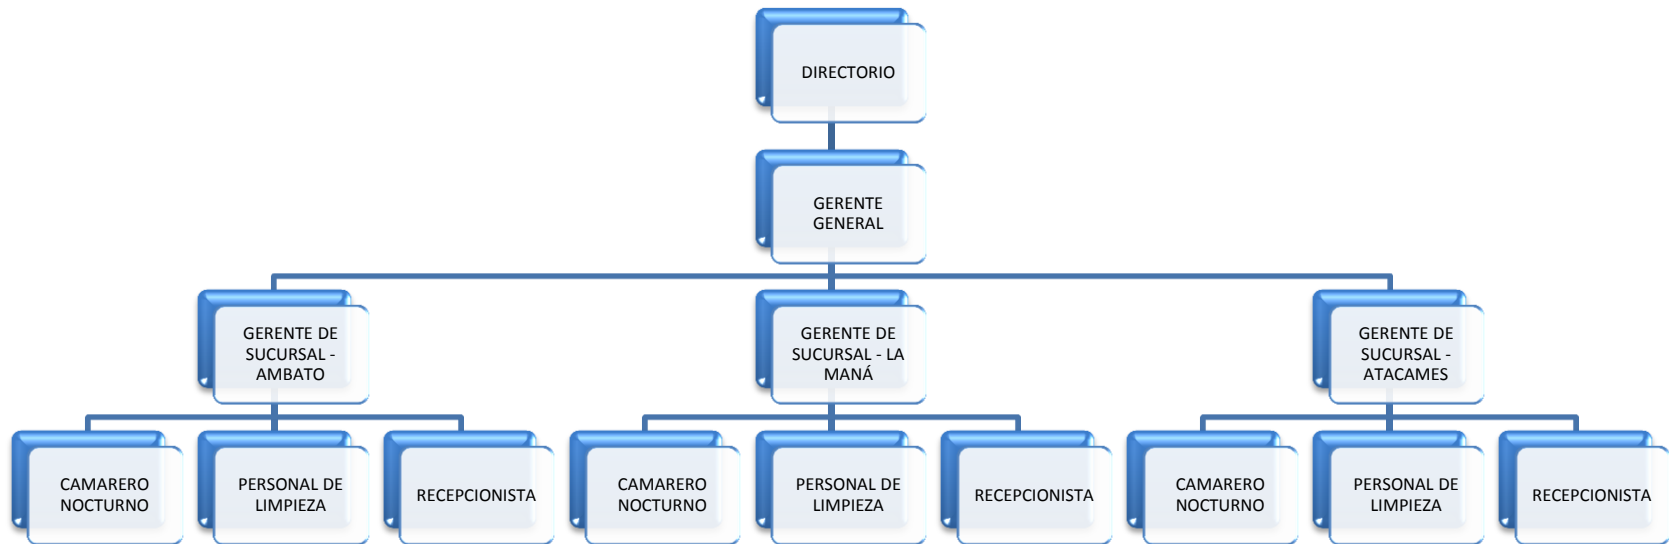 DIRECTORIO
GERENTE
GENERAL
GERENTE DE
SUCURSAL -
AMBATO
GERENTE DE
SUCURSAL - LA
MANÁ
GERENTE DE
SUCURSAL -
ATACAMES
CAMARERO
NOCTURNO
PERSONAL DE
LIMPIEZA
RECEPCIONISTA
CAMARERO
NOCTURNO
PERSONAL DE
LIMPIEZA
RECEPCIONISTA
CAMARERO
NOCTURNO
PERSONAL DE
LIMPIEZA
RECEPCIONISTA